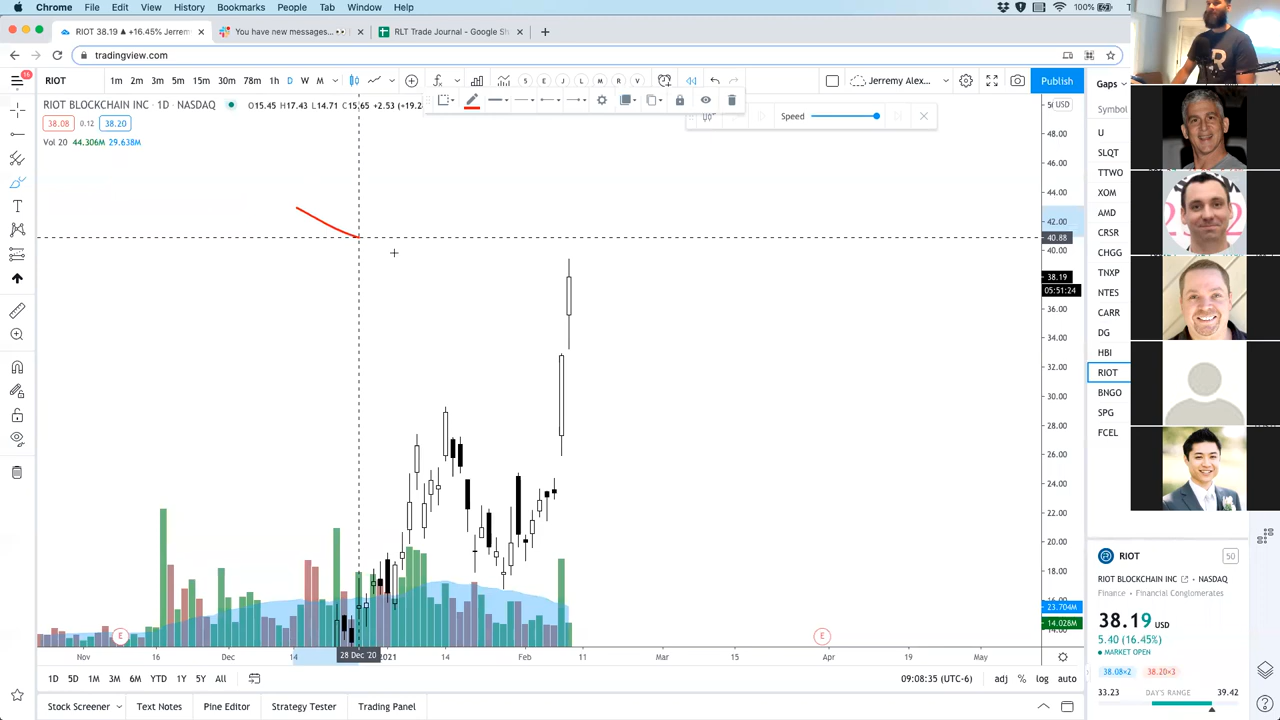 Chrome File Edit View History Bookmarks People Tab Window Help 100%
RIOT 38.19 ▲ +16.45% Jerrem You have new messages... RLT Trade Journal - Google Sh
tradingview.com
16
RIOT 1m 2m 3m 5m 15m 30m 78m 1h D W M E J L M R V Jerremy Alex... Publish Gaps
RIOT BLOCKCHAIN INC · 1D · NASDAQ O15.45 H17.43 L14.71 C15.65 +2.53 (+19.2
USD
Symbol
38.08 0.12 38.20
Speed
Vol 20 44.306M 29.638M
48.00
46.00
44.00
42.00
40.88
40.00
38.19
05:51:24
36.00
34.00
32.00
30.00
28.00
26.00
24.00
22.00
20.00
18.00
23.704M
14.028M
U
SLQT
TTWO
XOM
AMD
CRSR
CHGG
TNXP
NTES
CARR
DG
HBI
RIOT
BNGO
SPG
FCEL
E E
Nov 16 Dec 14 28 Dec '20 2021 14 Feb 11 Mar 15 Apr 19 May
1D 5D 1M 3M 6M YTD 1Y 5Y All 09:08:35 (UTC-6) adj % log auto
Stock Screener Text Notes Pine Editor Strategy Tester Trading Panel
RIOT 50
RIOT BLOCKCHAIN INC • NASDAQ
Finance • Financial Conglomerates
38.19 USD
5.40 (16.45%)
MARKET OPEN
38.08×2 38.20×3
33.23 DAY'S RANGE 39.42